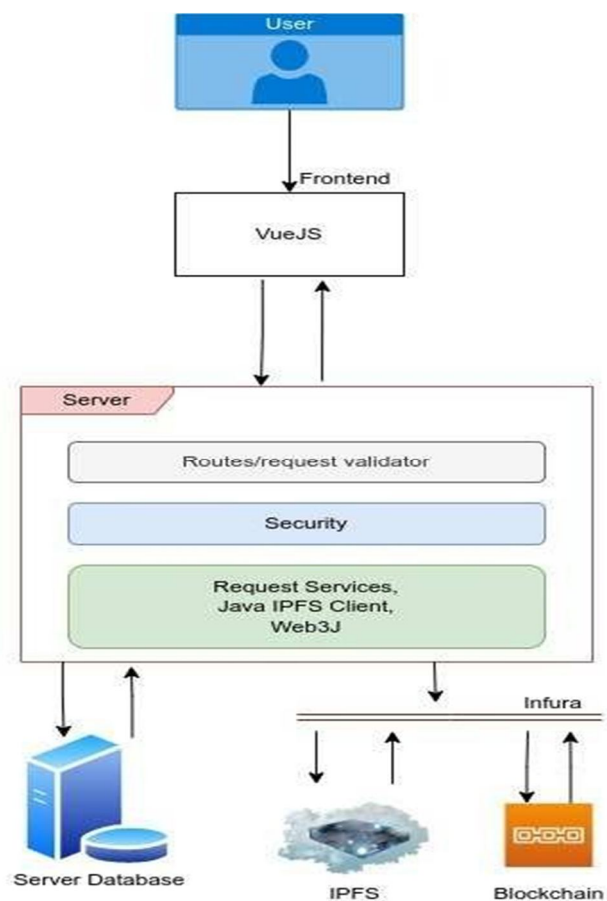 User
Frontend
VueJS
Server
Routes/request validator
Security
Request Services,
Java IPFS Client,
Web3J
Infura
Server Database
IPFS
Blockchain